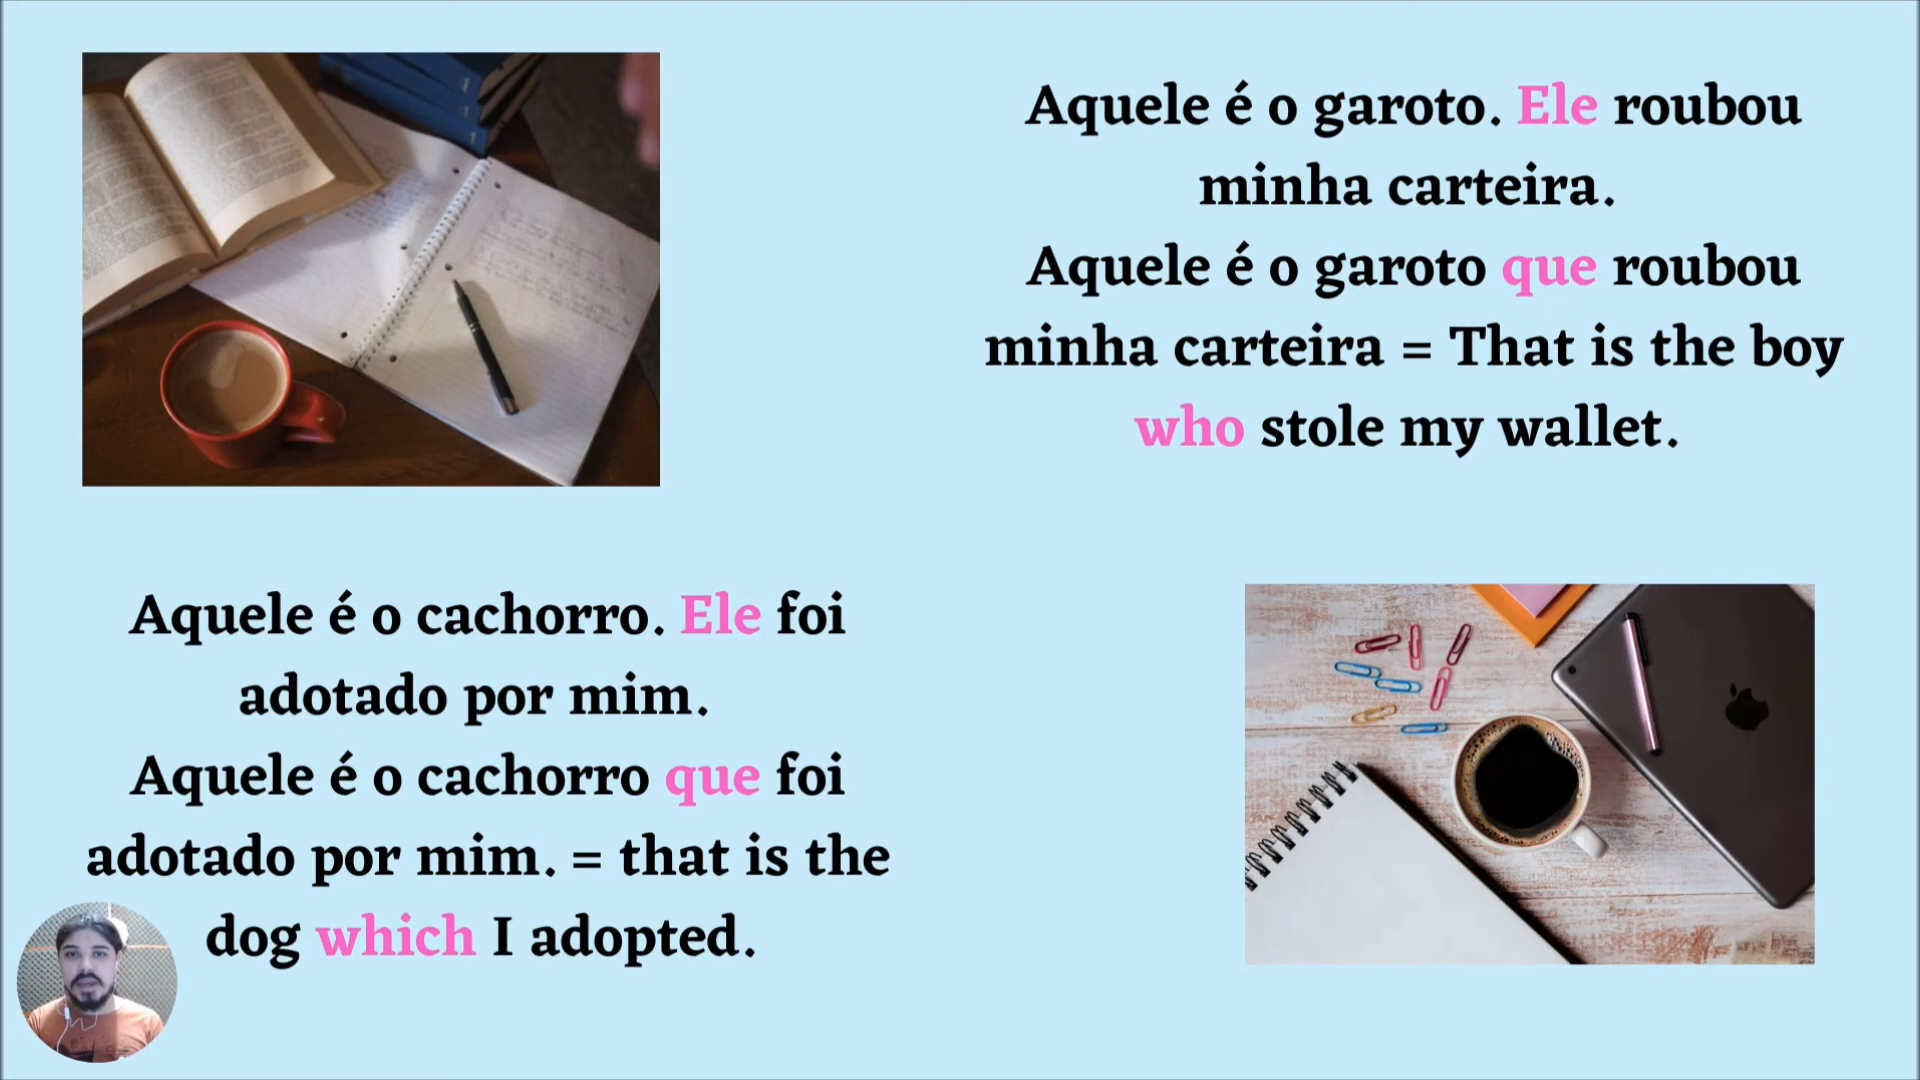 Aquele é o garoto. Ele roubou
minha carteira.
Aquele é o garoto que roubou
minha carteira = That is the boy
who stole my wallet.
Aquele é o cachorro. Ele foi
adotado por mim.
Aquele é o cachorro que foi
adotado por mim. = that is the
dog which I adopted.